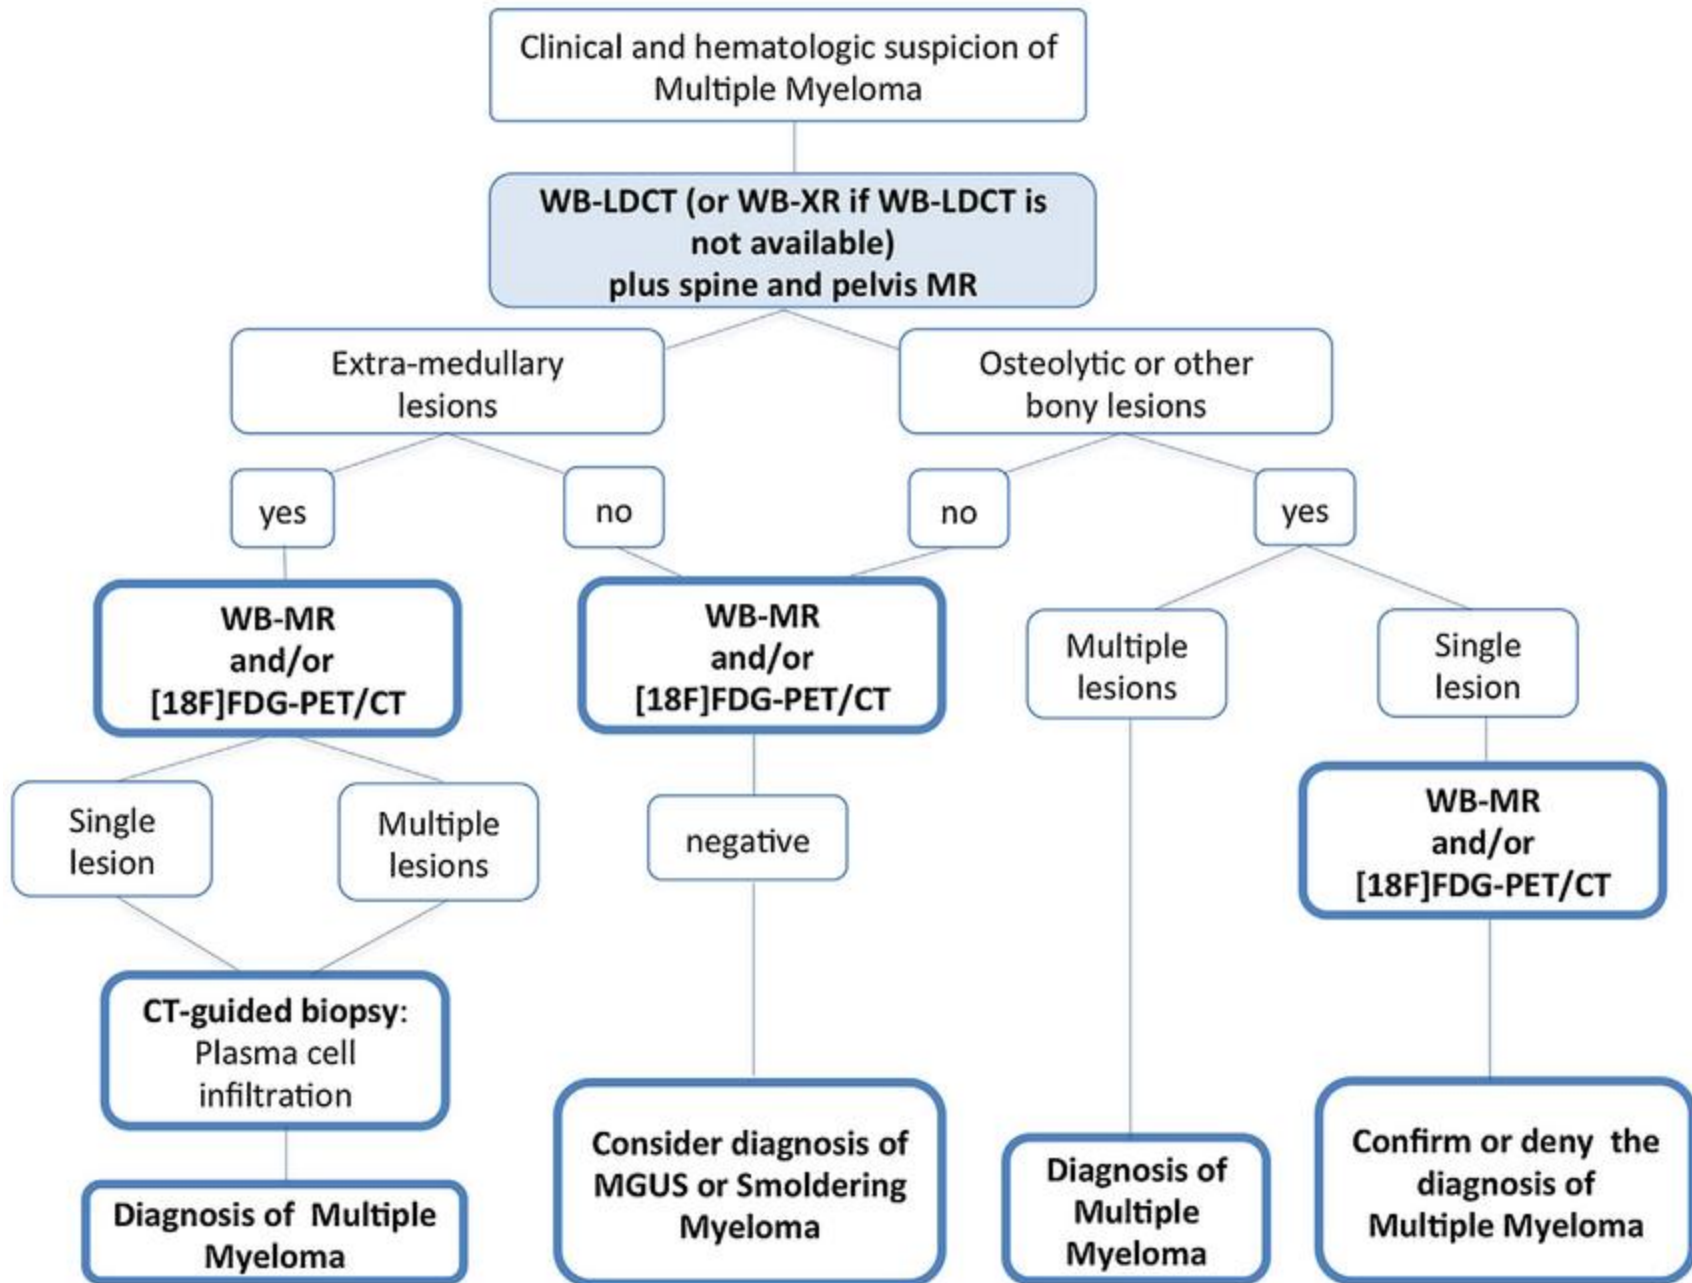 Clinical and hematologic suspicion of
Multiple Myeloma
WB-LDCT (or WB-XR if WB-LDCT is
not available)
plus spine and pelvis MR
Extra-medullary
lesions
Osteolytic or other
bony lesions
yes
no
no
yes
WB-MR
and/or
[18F]FDG-PET/CT
WB-MR
and/or
[18F]FDG-PET/CT
Multiple
lesions
Single
lesion
Single
lesion
Multiple
lesions
negative
WB-MR
and/or
[18F]FDG-PET/CT
CT-guided biopsy:
Plasma cell
infiltration
Diagnosis of  Multiple
Myeloma
Consider diagnosis of
MGUS or Smoldering
Myeloma
Diagnosis of
Multiple
Myeloma
Confirm or deny  the
diagnosis of
Multiple Myeloma